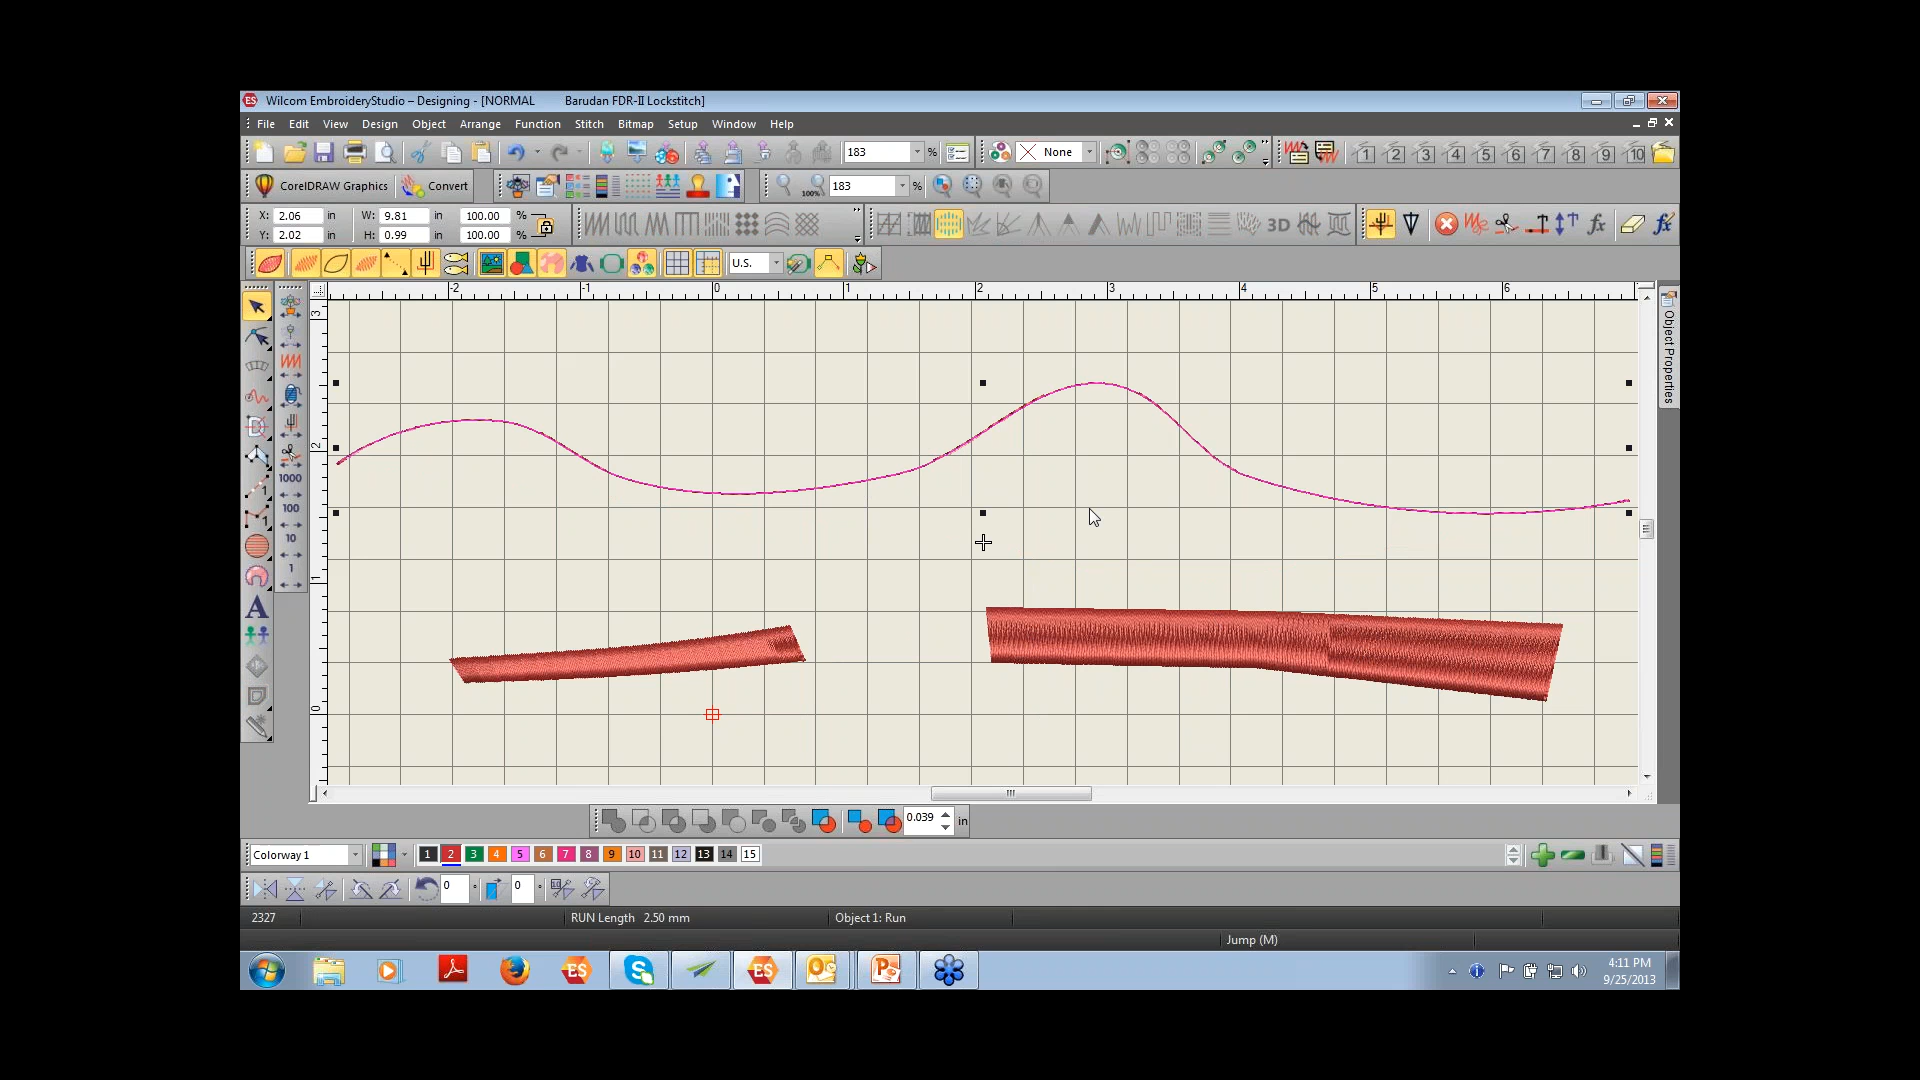 Wilcom EmbroideryStudio – Designing - [NORMAL Barudan FDR-II Lockstitch]
File Edit View Design Object Arrange Function Stitch Bitmap Setup Window Help
183 % None 1 2 3 4 5 6 7 8 9 10
CorelDRAW Graphics Convert 100% 183 %
X: 2.06 in W: 9.81 in 100.00 %
Y: 2.02 in H: 0.99 in 100.00 %
3D
U.S.
-2 -1 0 1 2 3 4 5 6
3
2
1
0
1000
100
10
1
A
Object Properties
0.039 in
Colorway 1 1 2 3 4 5 6 7 8 9 10 11 12 13 14 15
0 0
2327 RUN Length 2.50 mm Object 1: Run
Jump (M)
4:11 PM
9/25/2013